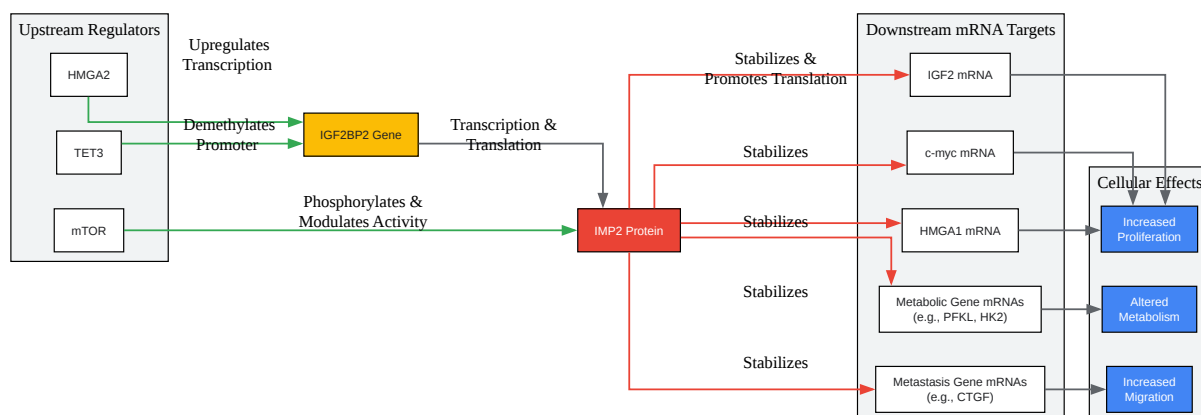 Upstream Regulators
HMGA2
TET3
mTOR
Upregulates
Transcription
Demethylates
Promoter
Phosphorylates &
Modulates Activity
IGF2BP2 Gene
Transcription &
Translation
IMP2 Protein
Stabilizes &
Promotes Translation
Stabilizes
Stabilizes
Stabilizes
Stabilizes
Downstream mRNA Targets
IGF2 mRNA
c-myc mRNA
HMGA1 mRNA
Metabolic Gene mRNAs
(e.g., PFKL, HK2)
Metastasis Gene mRNAs
(e.g., CTGF)
Cellular Effects
Increased
Proliferation
Altered
Metabolism
Increased
Migration